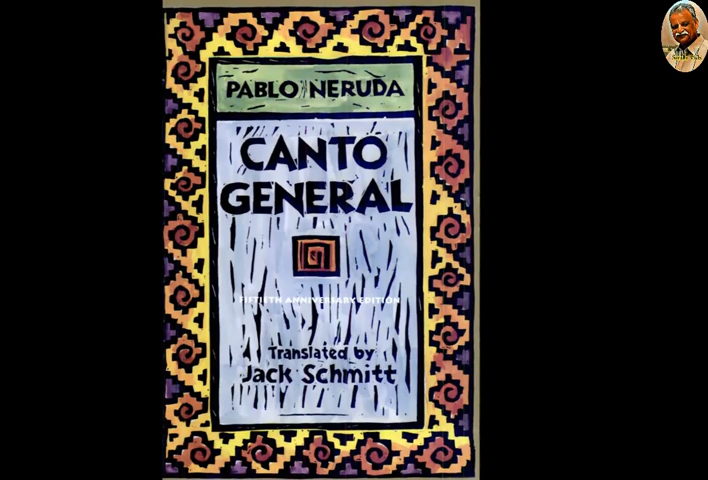 PABLO NERUDA
CANTO
GENERAL
FIFTIETH ANNIVERSARY EDITION
Translated by
Jack Schmitt